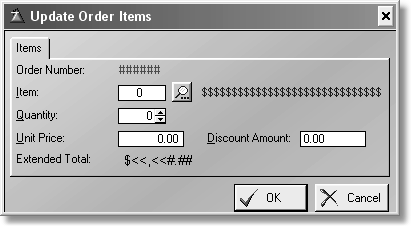 Update Order Items
Items
Order Number: ######
Item: 0 $$$$$$$$$$$$$$$$$$$$$$$$$$$$$$
Quantity: 0
Unit Price: 0.00 Discount Amount: 0.00
Extended Total: $<<,<<#.##
OK Cancel